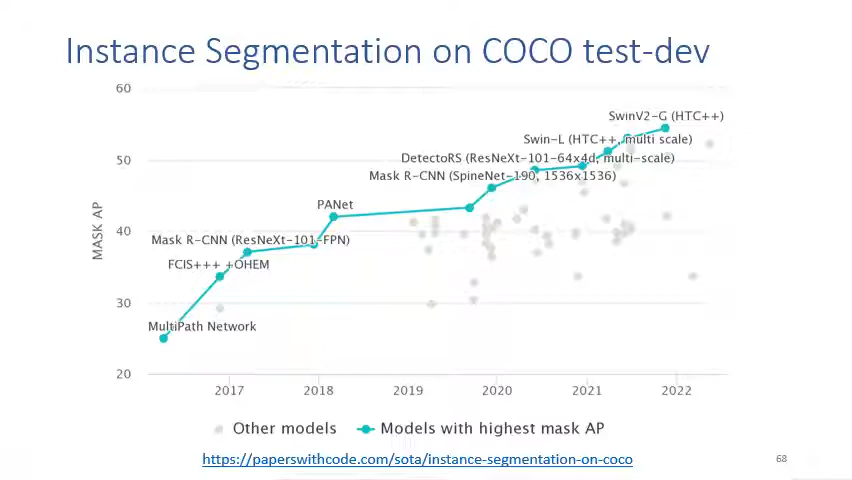 Instance Segmentation on COCO test-dev
60
SwinV2-G (HTC++)
Swin-L (HTC++, multi scale)
50
DetectoRS (ResNeXt-101-64x4d, multi-scale)
Mask R-CNN (SpineNet-190, 1536x1536)
PANet
MASK AP
40
Mask R-CNN (ResNeXt-101-FPN)
FCIS+++ +OHEM
30
MultiPath Network
20
2017 2018 2019 2020 2021 2022
Other models Models with highest mask AP
https://paperswithcode.com/sota/instance-segmentation-on-coco
68